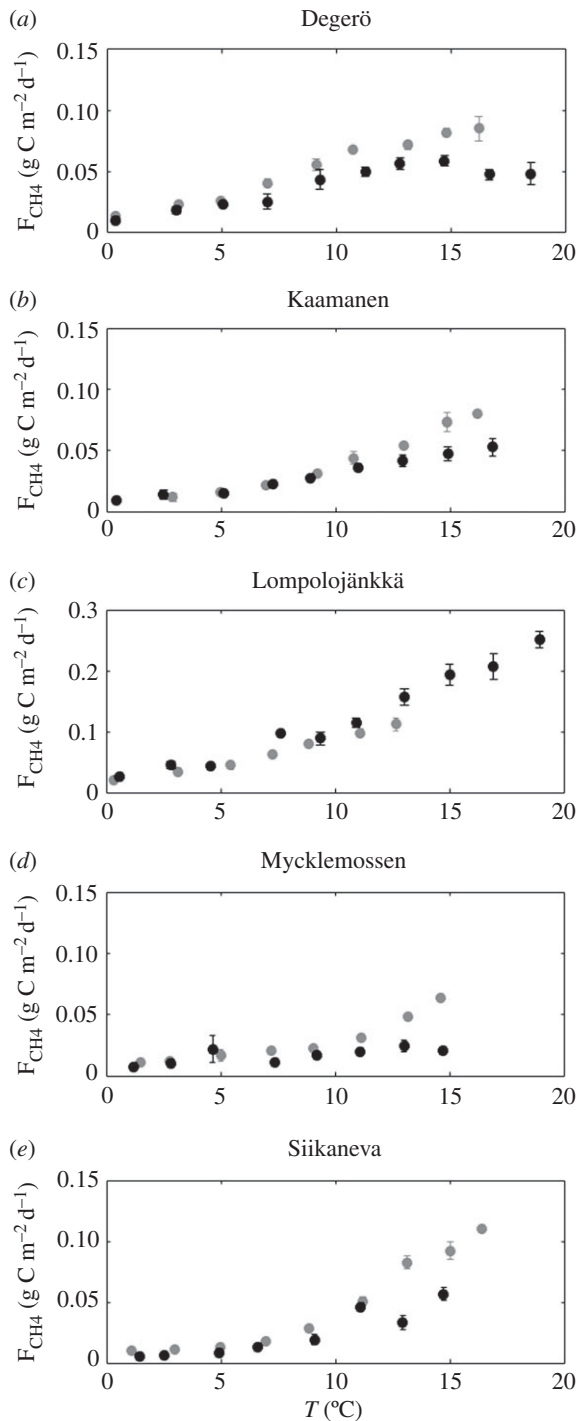 (a) Degerö
0.15
0.10
0.05
0
F_CH4 (g C m⁻² d⁻¹)
0 5 10 15 20
(b) Kaamanen
0.15
0.10
0.05
0
F_CH4 (g C m⁻² d⁻¹)
0 5 10 15 20
(c) Lompolojänkkä
0.3
0.2
0.1
0
F_CH4 (g C m⁻² d⁻¹)
0 5 10 15 20
(d) Mycklemossen
0.15
0.10
0.05
0
F_CH4 (g C m⁻² d⁻¹)
0 5 10 15 20
(e) Siikaneva
0.15
0.10
0.05
0
F_CH4 (g C m⁻² d⁻¹)
0 5 10 15 20
T (ºC)